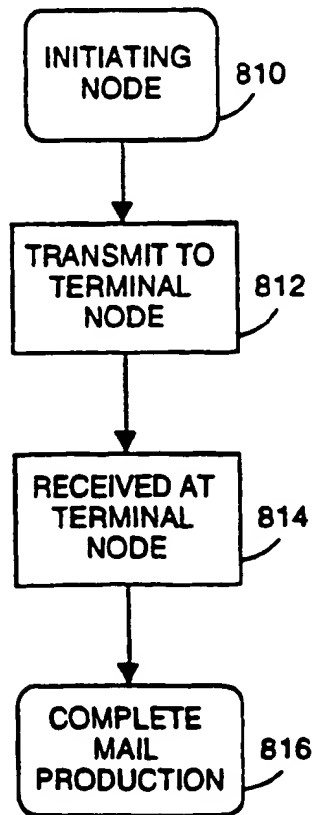 INITIATING
NODE
810
TRANSMIT TO
TERMINAL
NODE
812
RECEIVED AT
TERMINAL
NODE
814
COMPLETE
MAIL
PRODUCTION
816